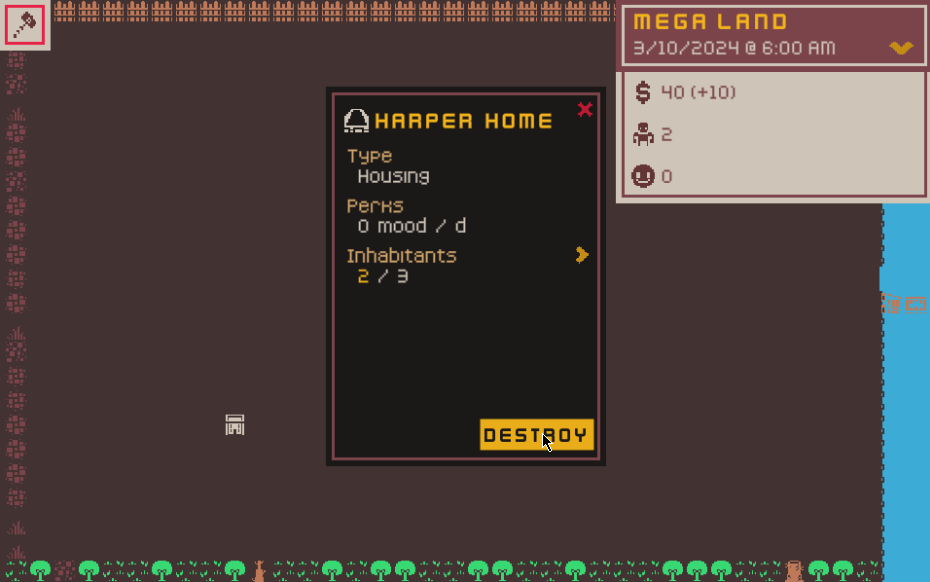 MEGA LAND
3/10/2024 @ 6:00 AM
$ 40 (+10)
2
0
HARPER HOME
Type
Housing
Perks
0 mood / d
Inhabitants
2 / 3
DESTROY